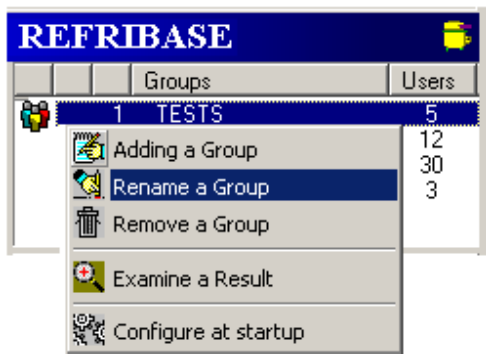 REFRIBASE
Groups Users
1 TESTS 5
12
Adding a Group
30
Rename a Group
3
Remove a Group
Examine a Result
Configure at startup